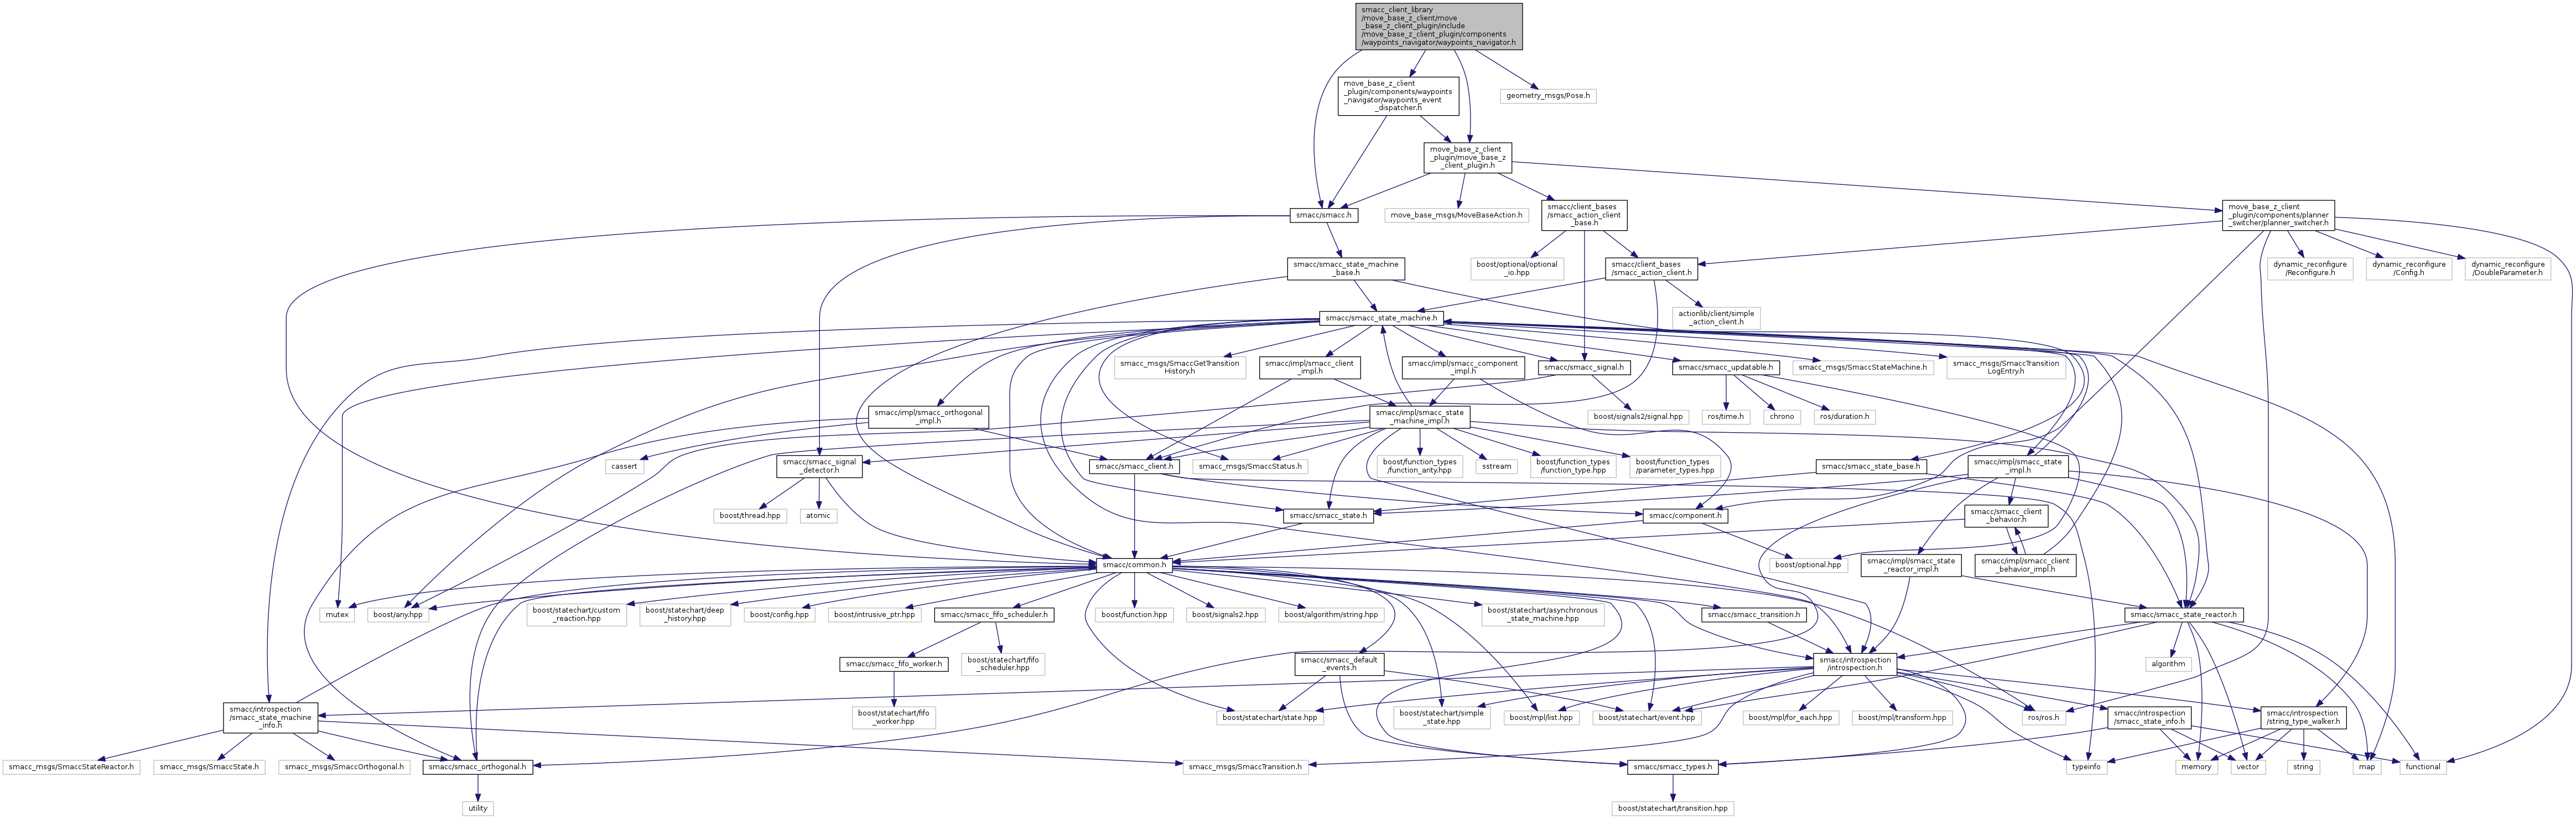 smacc_client_library
/move_base_z_client/move
_base_z_client_plugin/include
/move_base_z_client_plugin/components
/waypoints_navigator/waypoints_navigator.h
move_base_z_client
_plugin/components/waypoints
_navigator/waypoints_event
_dispatcher.h
geometry_msgs/Pose.h
move_base_z_client
_plugin/move_base_z
_client_plugin.h
smacc/smacc.h
move_base_msgs/MoveBaseAction.h
smacc/client_bases
/smacc_action_client
_base.h
move_base_z_client
_plugin/components/planner
_switcher/planner_switcher.h
smacc/smacc_state_machine
_base.h
boost/optional/optional
_io.hpp
smacc/client_bases
/smacc_action_client.h
dynamic_reconfigure
/Reconfigure.h
dynamic_reconfigure
/Config.h
dynamic_reconfigure
/DoubleParameter.h
smacc/smacc_state_machine.h
actionlib/client/simple
_action_client.h
smacc_msgs/SmaccGetTransition
History.h
smacc/impl/smacc_client
_impl.h
smacc/impl/smacc_component
_impl.h
smacc/smacc_signal.h
smacc/smacc_updatable.h
smacc_msgs/SmaccStateMachine.h
smacc_msgs/SmaccTransition
LogEntry.h
smacc/impl/smacc_orthogonal
_impl.h
smacc/impl/smacc_state
_machine_impl.h
boost/signals2/signal.hpp
ros/time.h
chrono
ros/duration.h
cassert
smacc/smacc_signal
_detector.h
smacc/smacc_client.h
smacc_msgs/SmaccStatus.h
boost/function_types
/function_arity.hpp
sstream
boost/function_types
/function_type.hpp
boost/function_types
/parameter_types.hpp
smacc/smacc_state_base.h
smacc/impl/smacc_state
_impl.h
boost/thread.hpp
atomic
smacc/smacc_state.h
smacc/component.h
smacc/smacc_client
_behavior.h
smacc/common.h
boost/optional.hpp
smacc/impl/smacc_state
_reactor_impl.h
smacc/impl/smacc_client
_behavior_impl.h
mutex
boost/any.hpp
boost/statechart/custom
_reaction.hpp
boost/statechart/deep
_history.hpp
boost/config.hpp
boost/intrusive_ptr.hpp
smacc/smacc_fifo_scheduler.h
boost/function.hpp
boost/signals2.hpp
boost/algorithm/string.hpp
boost/statechart/asynchronous
_state_machine.hpp
smacc/smacc_transition.h
smacc/smacc_state_reactor.h
smacc/smacc_fifo_worker.h
boost/statechart/fifo
_scheduler.hpp
smacc/smacc_default
_events.h
smacc/introspection
/introspection.h
algorithm
smacc/introspection
/smacc_state_machine
_info.h
boost/statechart/fifo
_worker.hpp
boost/statechart/state.hpp
boost/statechart/simple
_state.hpp
boost/mpl/list.hpp
boost/statechart/event.hpp
boost/mpl/for_each.hpp
boost/mpl/transform.hpp
ros/ros.h
smacc/introspection
/smacc_state_info.h
smacc/introspection
/string_type_walker.h
smacc_msgs/SmaccStateReactor.h
smacc_msgs/SmaccState.h
smacc_msgs/SmaccOrthogonal.h
smacc/smacc_orthogonal.h
smacc_msgs/SmaccTransition.h
smacc/smacc_types.h
typeinfo
memory
vector
string
map
functional
utility
boost/statechart/transition.hpp